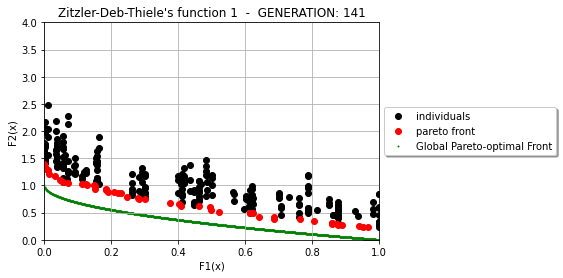 Zitzler-Deb-Thiele's function 1 - GENERATION: 141
4.0
3.5
3.0
2.5
2.0
1.5
1.0
0.5
0.0
F2(x)
0.0 0.2 0.4 0.6 0.8 1.0
F1(x)
individuals
pareto front
Global Pareto-optimal Front